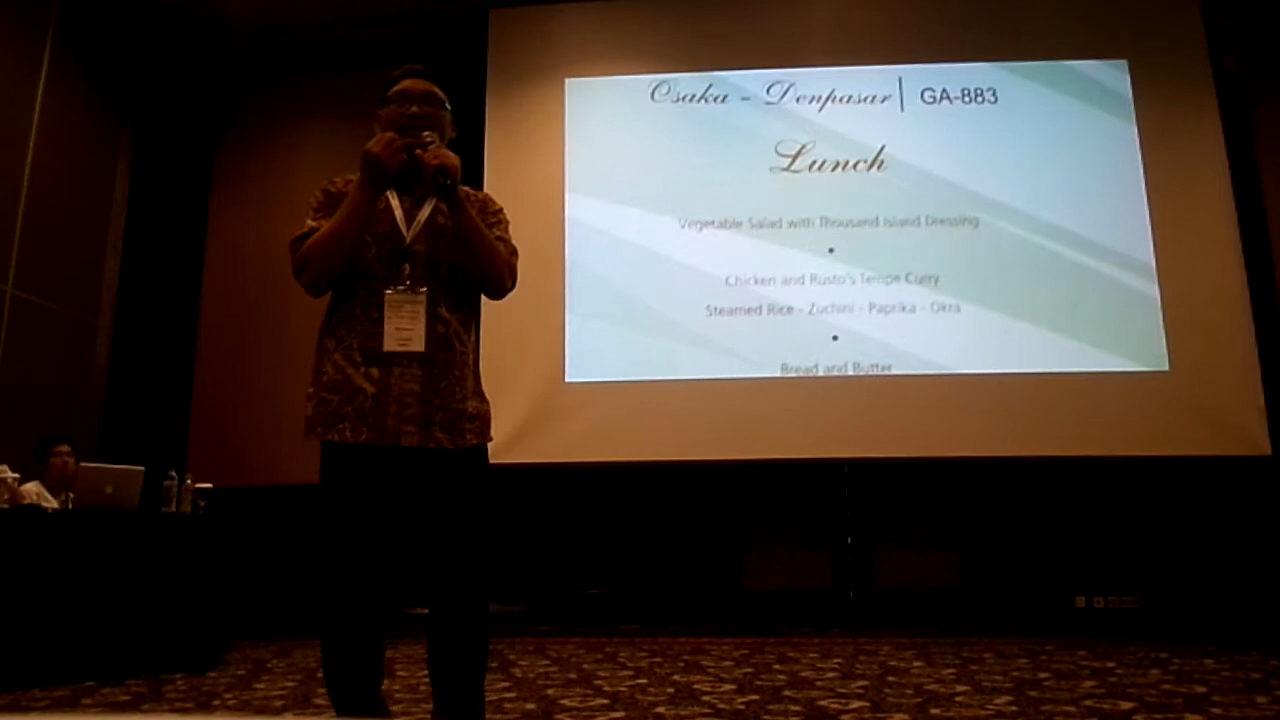 Osaka - Denpasar | GA-883
Lunch
Vegetable Salad with Thousand Island Dressing
•
Chicken and Rusto's Tempe Curry
Steamed Rice - Zuchini - Paprika - Okra
•
Bread and Butter